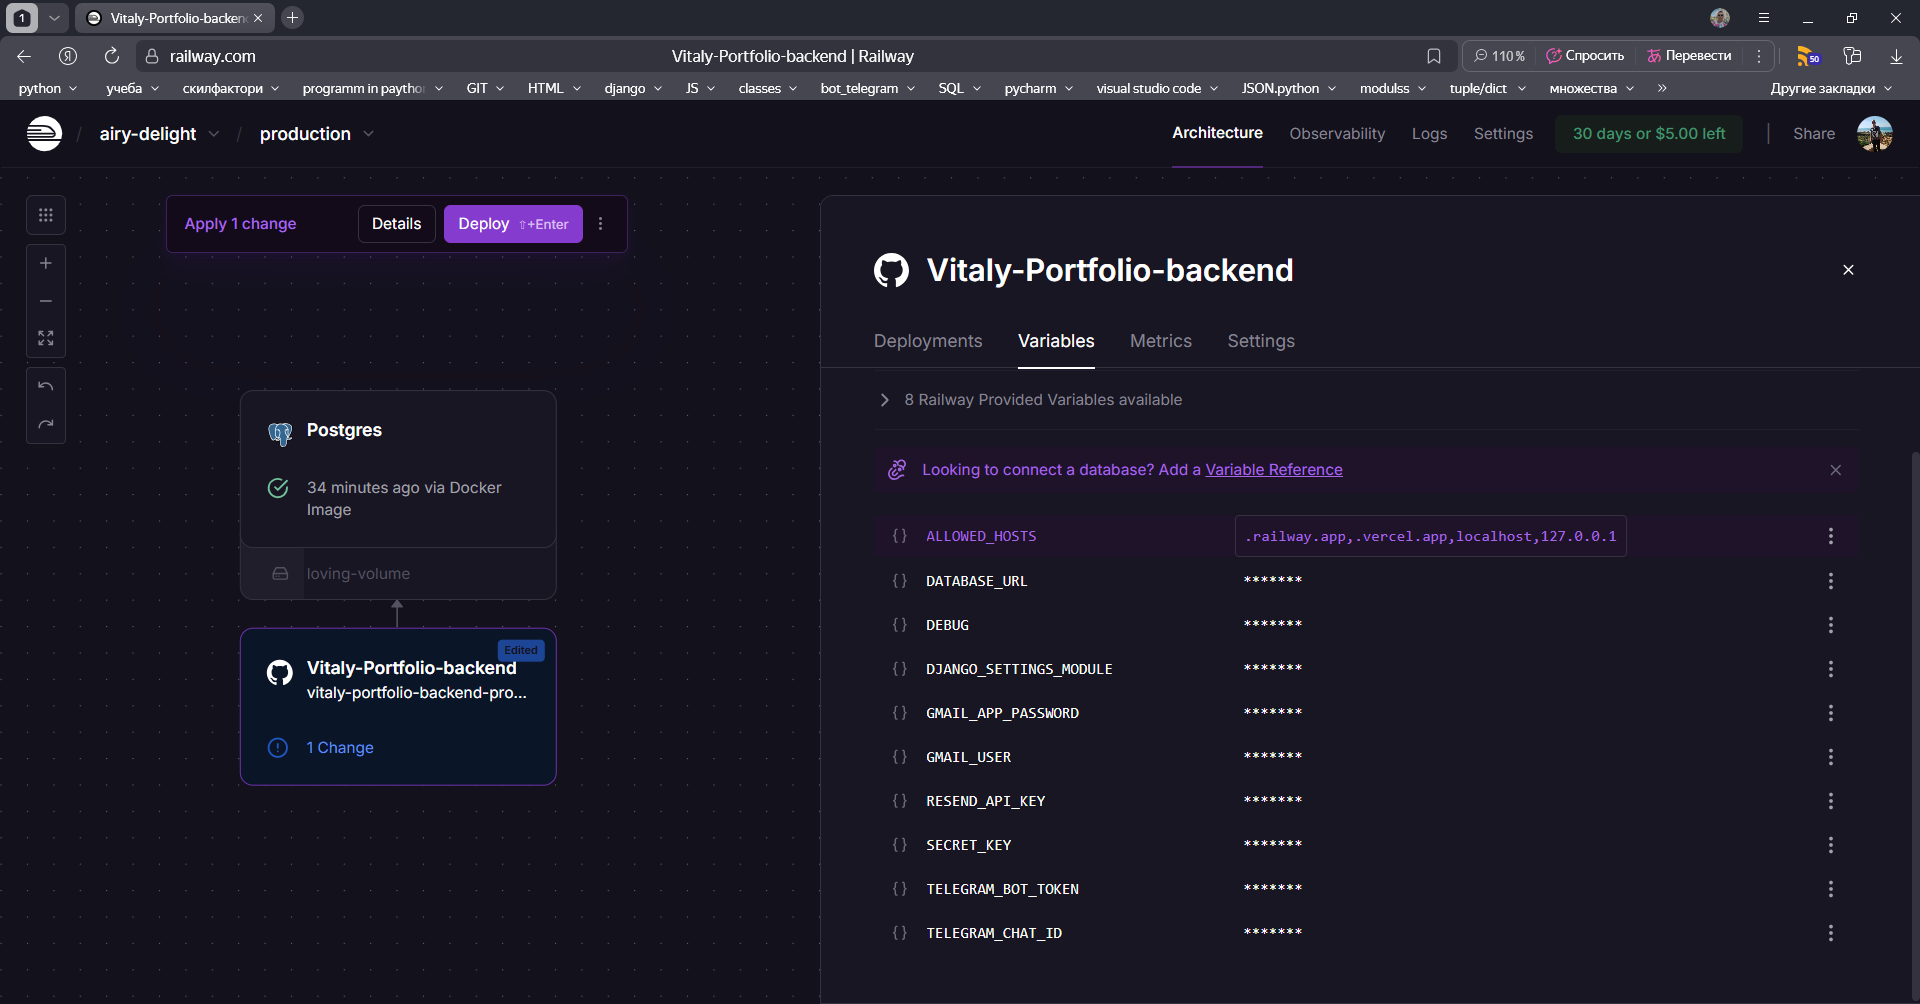 1
Vitaly-Portfolio-backen
railway.com
Vitaly-Portfolio-backend | Railway
110 %
Спросить
Перевести
50
python
учеба
скилфактори
programm in paytho
GIT
HTML
django
JS
classes
bot_telegram
SQL
pycharm
visual studio code
JSON.python
modulss
tuple/dict
множества
»
Другие закладки
/ airy-delight / production
Architecture
Observability
Logs
Settings
30 days or $5.00 left
Share
Apply 1 change
Details
Deploy ⇧+Enter
Postgres
34 minutes ago via Docker
Image
loving-volume
Edited
Vitaly-Portfolio-backend
vitaly-portfolio-backend-pro...
1 Change
Vitaly-Portfolio-backend
Deployments
Variables
Metrics
Settings
8 Railway Provided Variables available
Looking to connect a database? Add a Variable Reference
{} ALLOWED_HOSTS .railway.app,.vercel.app,localhost,127.0.0.1
{} DATABASE_URL *******
{} DEBUG *******
{} DJANGO_SETTINGS_MODULE *******
{} GMAIL_APP_PASSWORD *******
{} GMAIL_USER *******
{} RESEND_API_KEY *******
{} SECRET_KEY *******
{} TELEGRAM_BOT_TOKEN *******
{} TELEGRAM_CHAT_ID *******